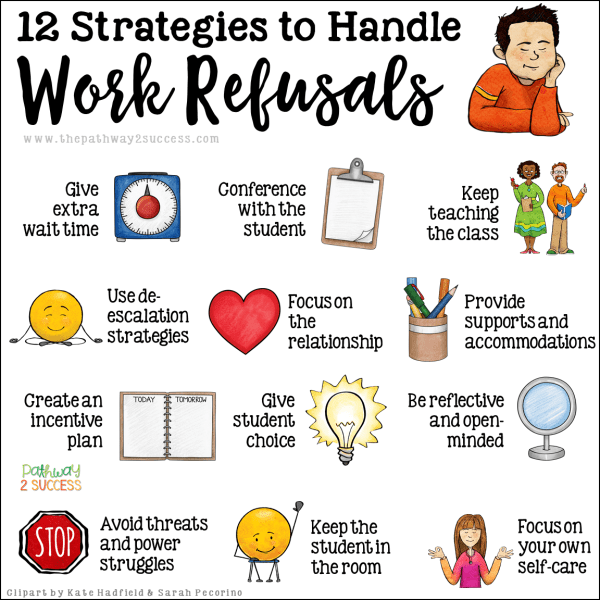 12 Strategies to Handle
Work Refusals
www.thepathway2success.com
Give
extra
wait time
Conference
with the
student
Keep
teaching
the class
Use de-
escalation
strategies
Focus on
the
relationship
Provide
supports and
accommodations
Create an
incentive
plan
TODAY
TOMORROW
Give
student
choice
Be reflective
and open-
minded
Pathway
2 SUCCESS
STOP
Avoid threats
and power
struggles
Keep the
student in
the room
Focus on
your own
self-care
Clipart by Kate Hadfield & Sarah Pecorino